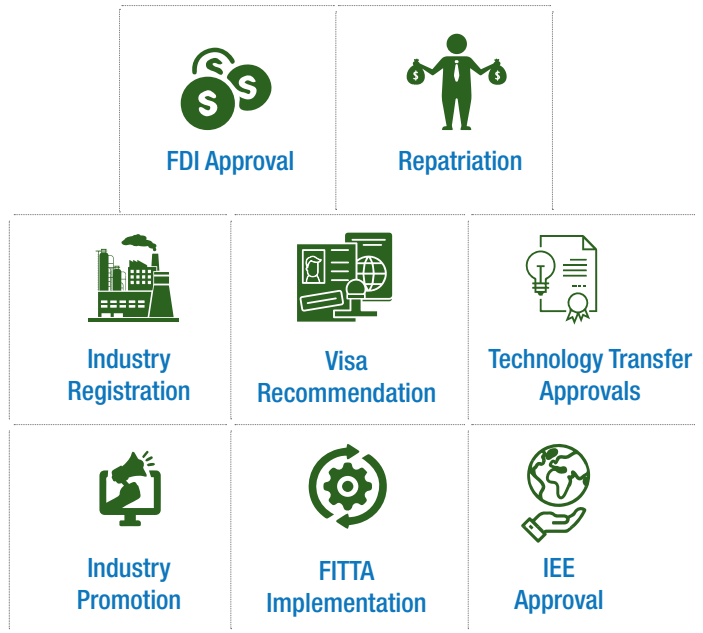 FDI Approval
Repatriation
Industry
Registration
Visa
Recommendation
Technology Transfer
Approvals
Industry
Promotion
FITTA
Implementation
IEE
Approval